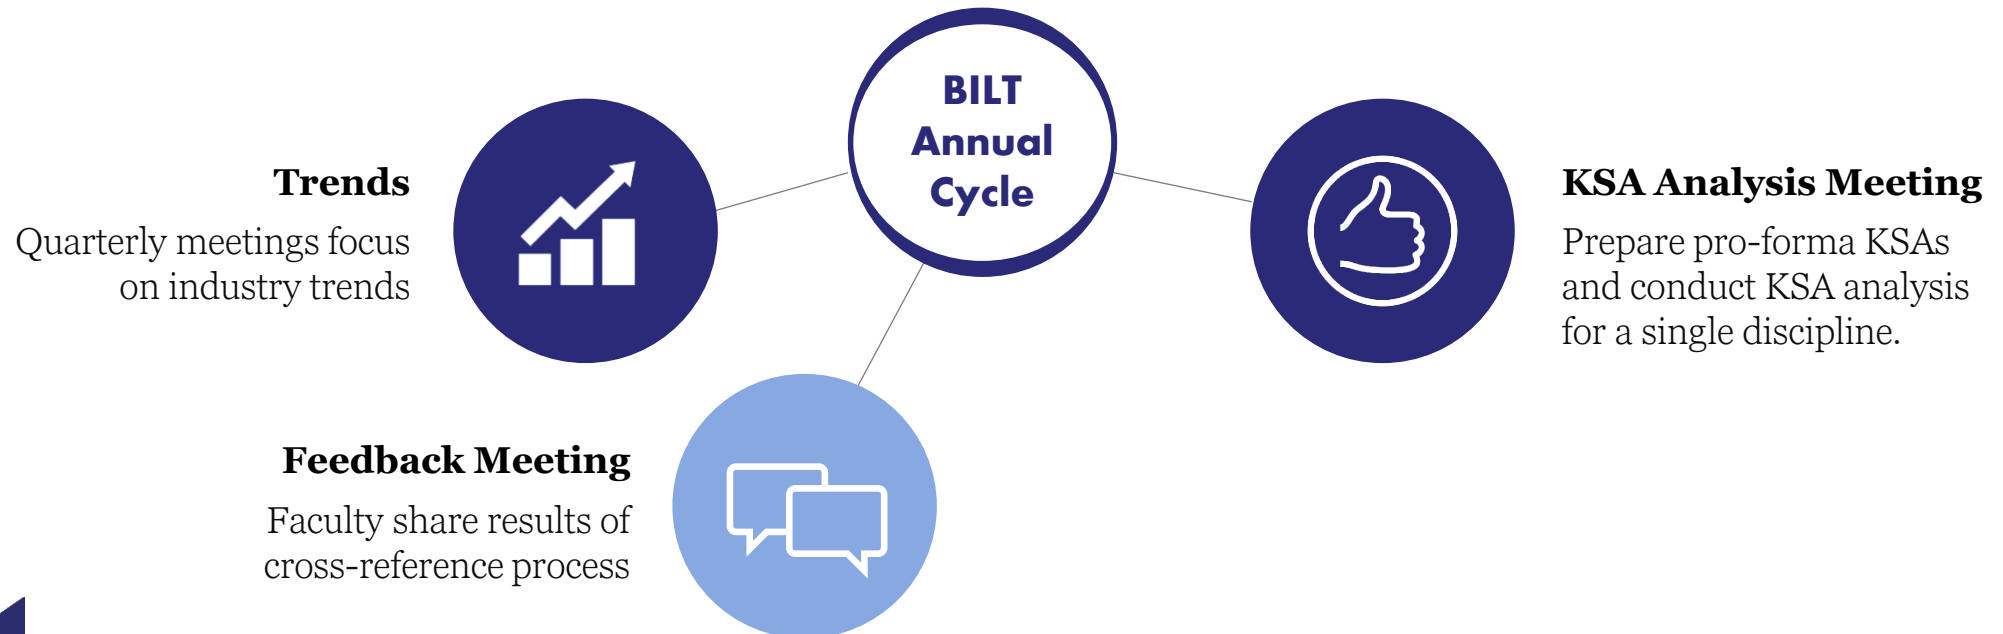 BILT
Annual
Cycle
Trends
Quarterly meetings focus
on industry trends
KSA Analysis Meeting
Prepare pro-forma KSAs
and conduct KSA analysis
for a single discipline.
Feedback Meeting
Faculty share results of
cross-reference process